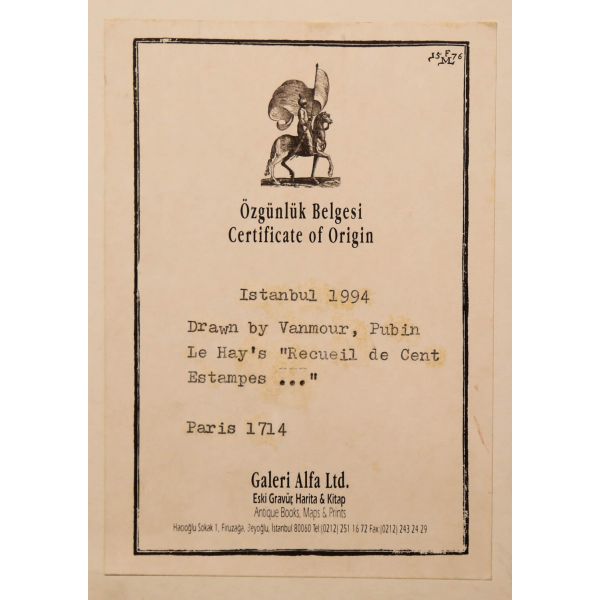 15 F 76
M
Özgünlük Belgesi
Certificate of Origin
Istanbul 1994
Drawn by Vanmour, Pubin
Le Hay's "Recueil de Cent
Estampes ..."
Paris 1714
Galeri Alfa Ltd.
Eski Gravür, Harita & Kitap
Antique Books, Maps & Prints
Hacıoğlu Sokak 1, Firuzağa, Beyoğlu, İstanbul 80060 Tel:(0212) 251 16 72 Fax:(0212) 243 24 29